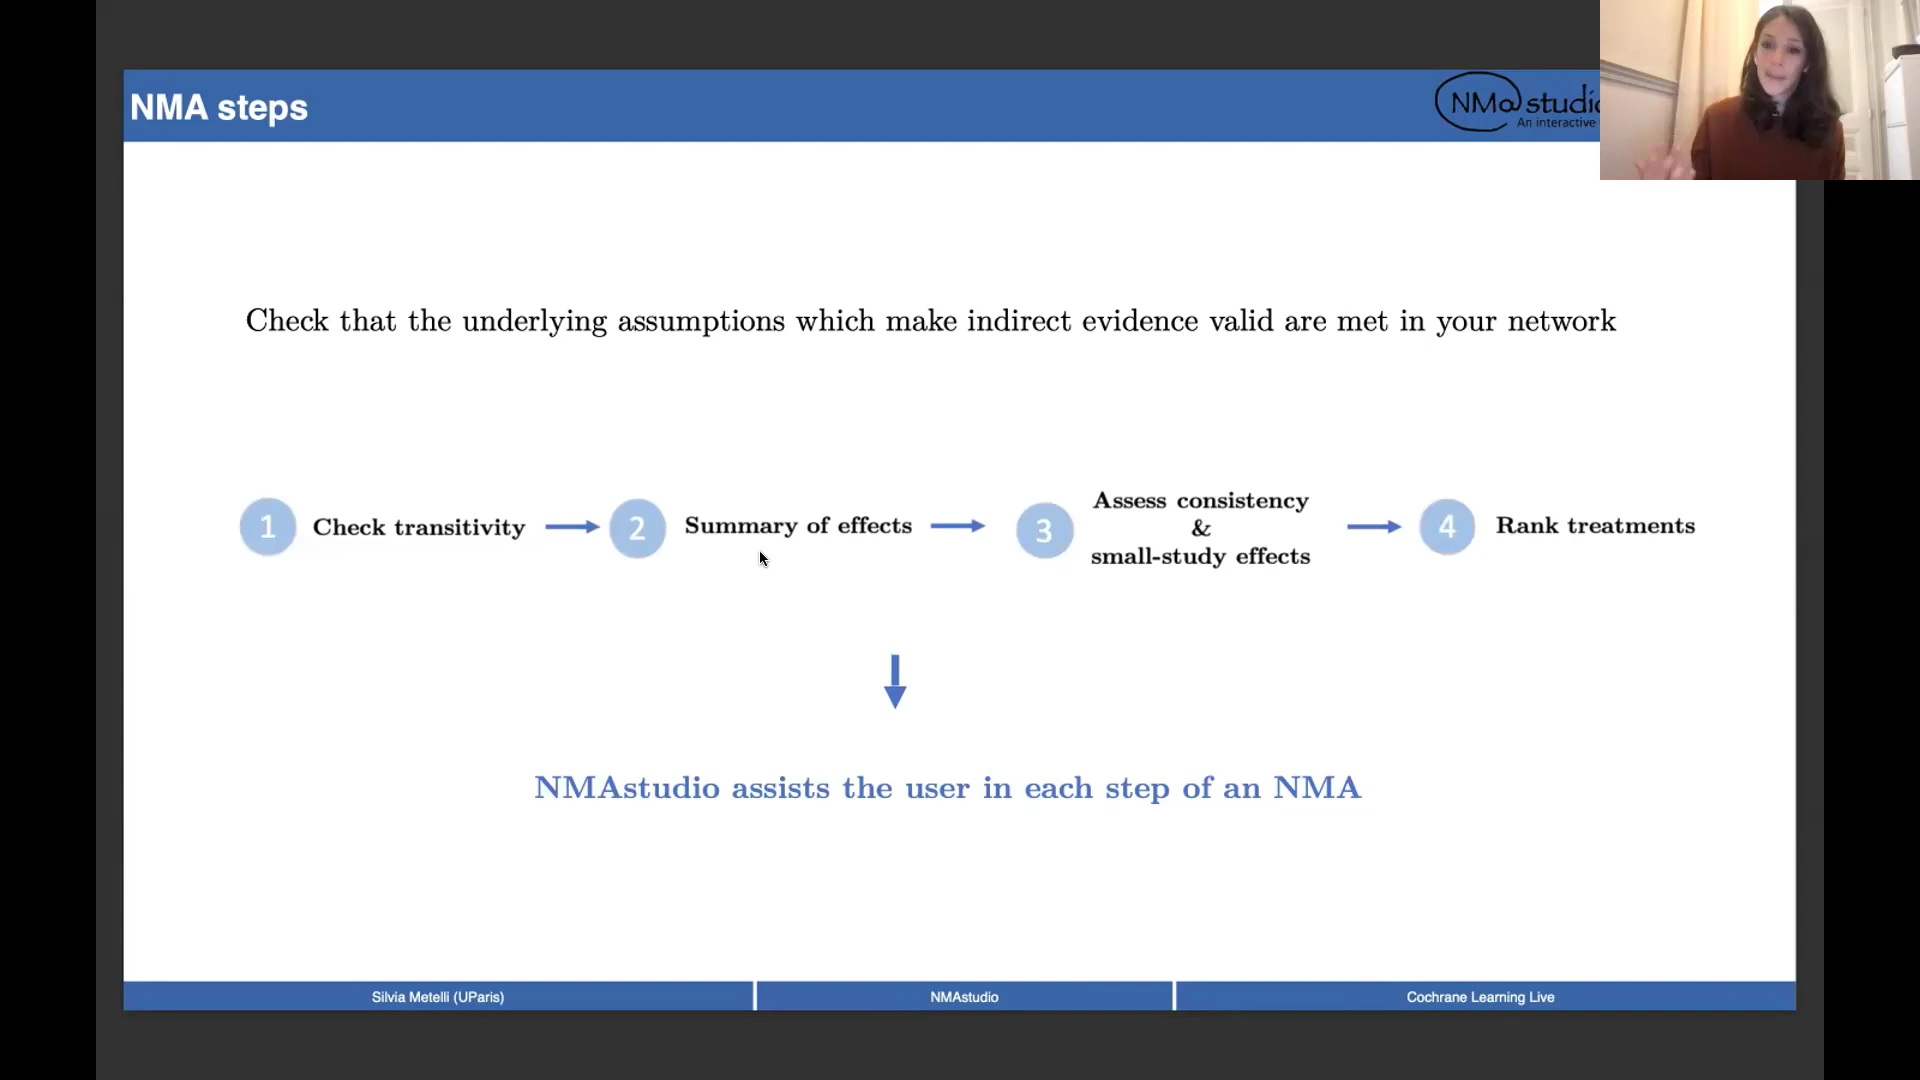 NMA steps
NMA studio
An interactive
Check that the underlying assumptions which make indirect evidence valid are met in your network
1 Check transitivity
2 Summary of effects
3 Assess consistency
&
small-study effects
4 Rank treatments
NMAstudio assists the user in each step of an NMA
Silvia Metelli (UParis)
NMAstudio
Cochrane Learning Live